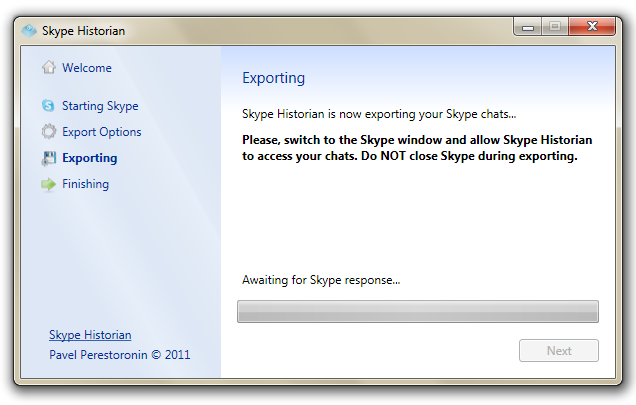 Skype Historian
Welcome
Starting Skype
Export Options
Exporting
Finishing
Skype Historian
Pavel Perestoronin © 2011
Exporting
Skype Historian is now exporting your Skype chats...
Please, switch to the Skype window and allow Skype Historian
to access your chats. Do NOT close Skype during exporting.
Awaiting for Skype response...
Next